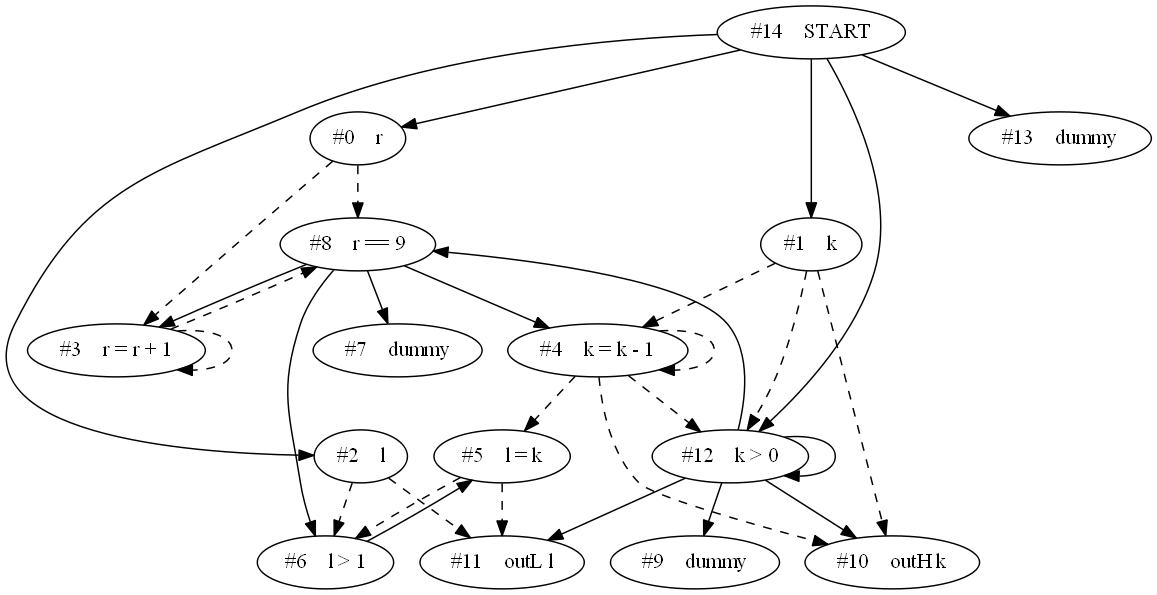 #14 START
#0 r
#13 dummy
#8 r == 9
#1 k
#3 r = r + 1
#7 dummy
#4 k = k - 1
#2 l
#5 l = k
#12 k > 0
#6 l > 1
#11 outL l
#9 dummy
#10 outH k